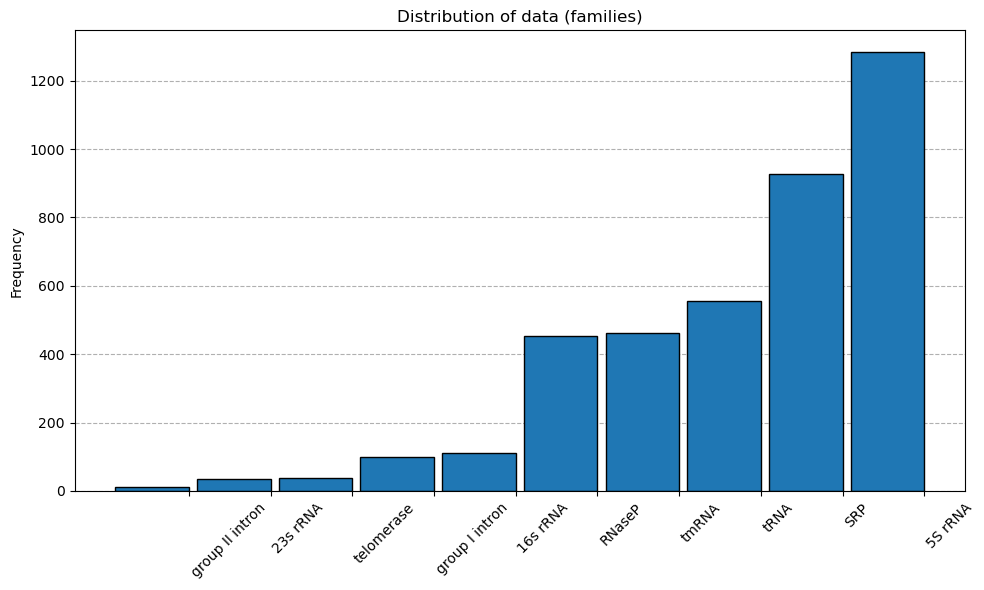 Distribution of data (families)
Frequency
1200
1000
800
600
400
200
0
group II intron
23s rRNA
telomerase
group I intron
16s rRNA
RNaseP
tmRNA
tRNA
SRP
5S rRNA